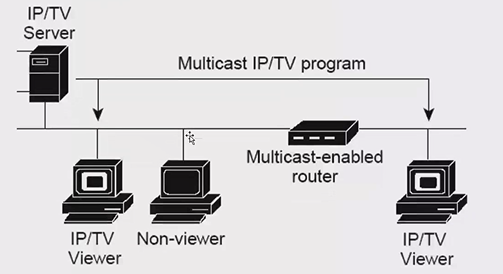 IP/TV
Server
Multicast IP/TV program
Multicast-enabled
router
IP/TV
Viewer
Non-viewer
IP/TV
Viewer